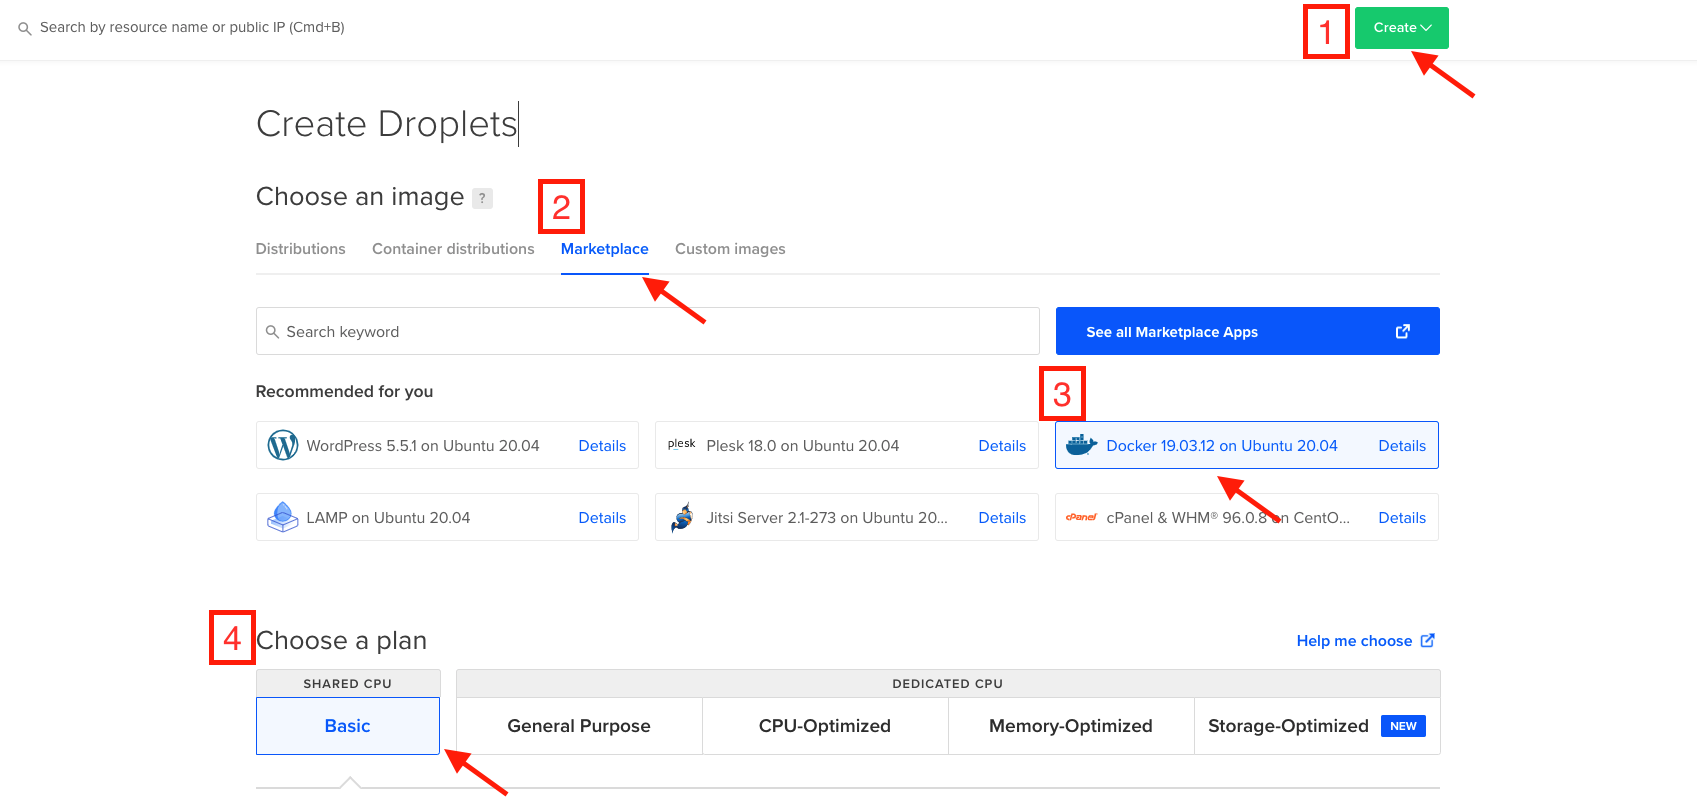 Search by resource name or public IP (Cmd+B)
1
Create
Create Droplets
Choose an image ?
2
Distributions Container distributions Marketplace Custom images
Search keyword
See all Marketplace Apps
Recommended for you
3
WordPress 5.5.1 on Ubuntu 20.04 Details
plesk Plesk 18.0 on Ubuntu 20.04 Details
Docker 19.03.12 on Ubuntu 20.04 Details
LAMP on Ubuntu 20.04 Details
Jitsi Server 2.1-273 on Ubuntu 20... Details
cPanel cPanel & WHM® 96.0.8 on CentO... Details
4
Choose a plan
Help me choose
SHARED CPU
DEDICATED CPU
Basic
General Purpose
CPU-Optimized
Memory-Optimized
Storage-Optimized NEW